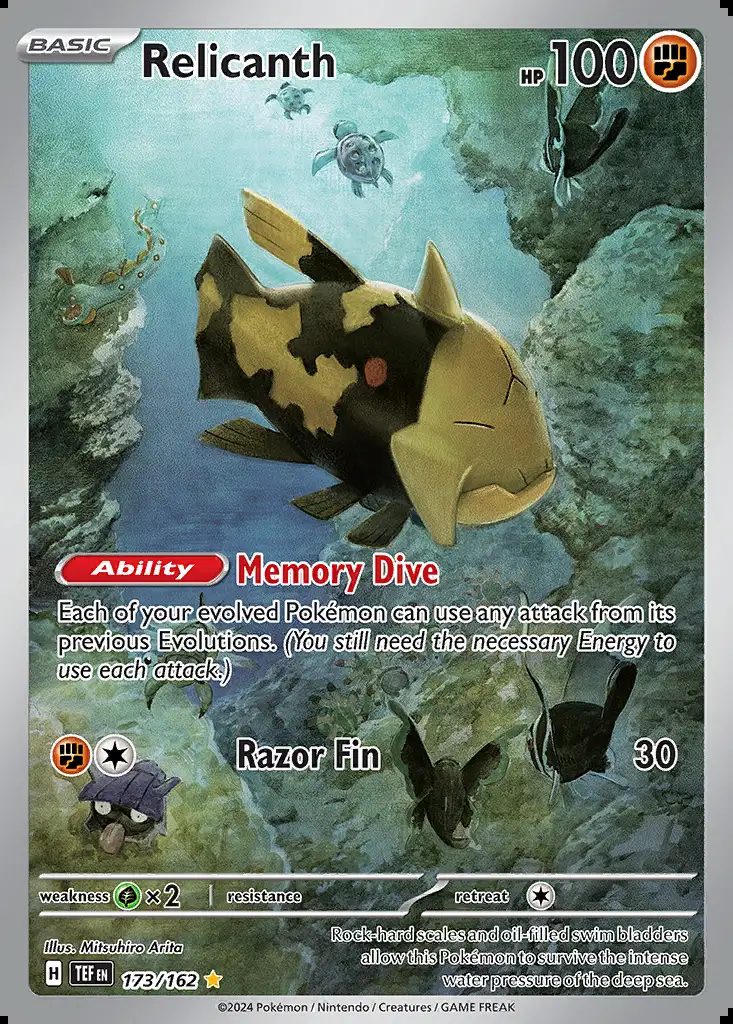 BASIC
Relicanth
HP 100
Ability Memory Dive
Each of your evolved Pokémon can use any attack from its
previous Evolutions. (You still need the necessary Energy to
use each attack.)
Razor Fin 30
weakness ×2 resistance retreat
Illus. Mitsuhiro Arita
Rock-hard scales and oil-filled swim bladders
allow this Pokémon to survive the intense
water pressure of the deep sea.
H TEF EN 173/162
©2024 Pokémon / Nintendo / Creatures / GAME FREAK